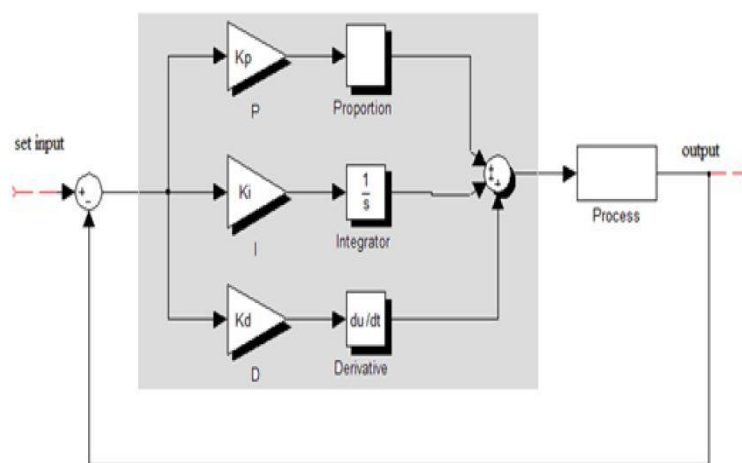 Kp
Proportion
P
set input
+
-
Ki
1
s
Integrator
I
+
+
+
output
Process
Kd
du/dt
Derivative
D